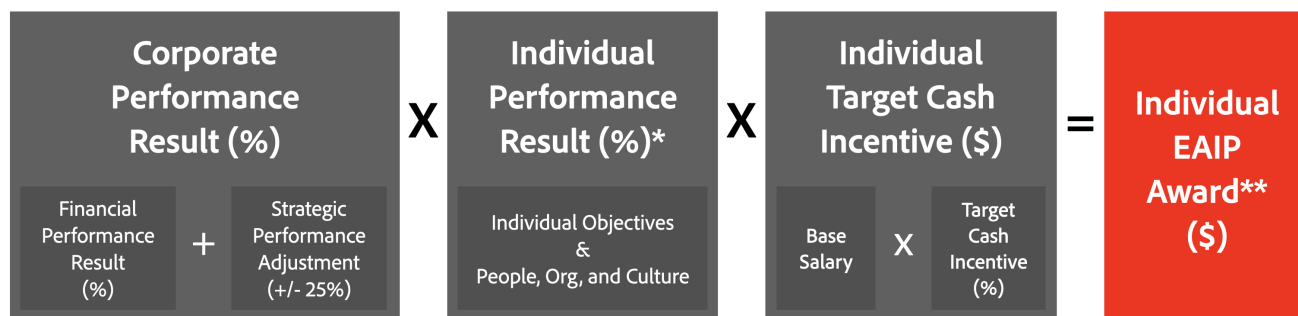 Corporate
Performance
Result (%)
Financial
Performance
Result
(%)
+
Strategic
Performance
Adjustment
(+/- 25%)
X
Individual
Performance
Result (%)*
Individual Objectives
&
People, Org, and Culture
X
Individual
Target Cash
Incentive ($)
Base
Salary
X
Target
Cash
Incentive
(%)
=
Individual
EAIP
Award**
($)